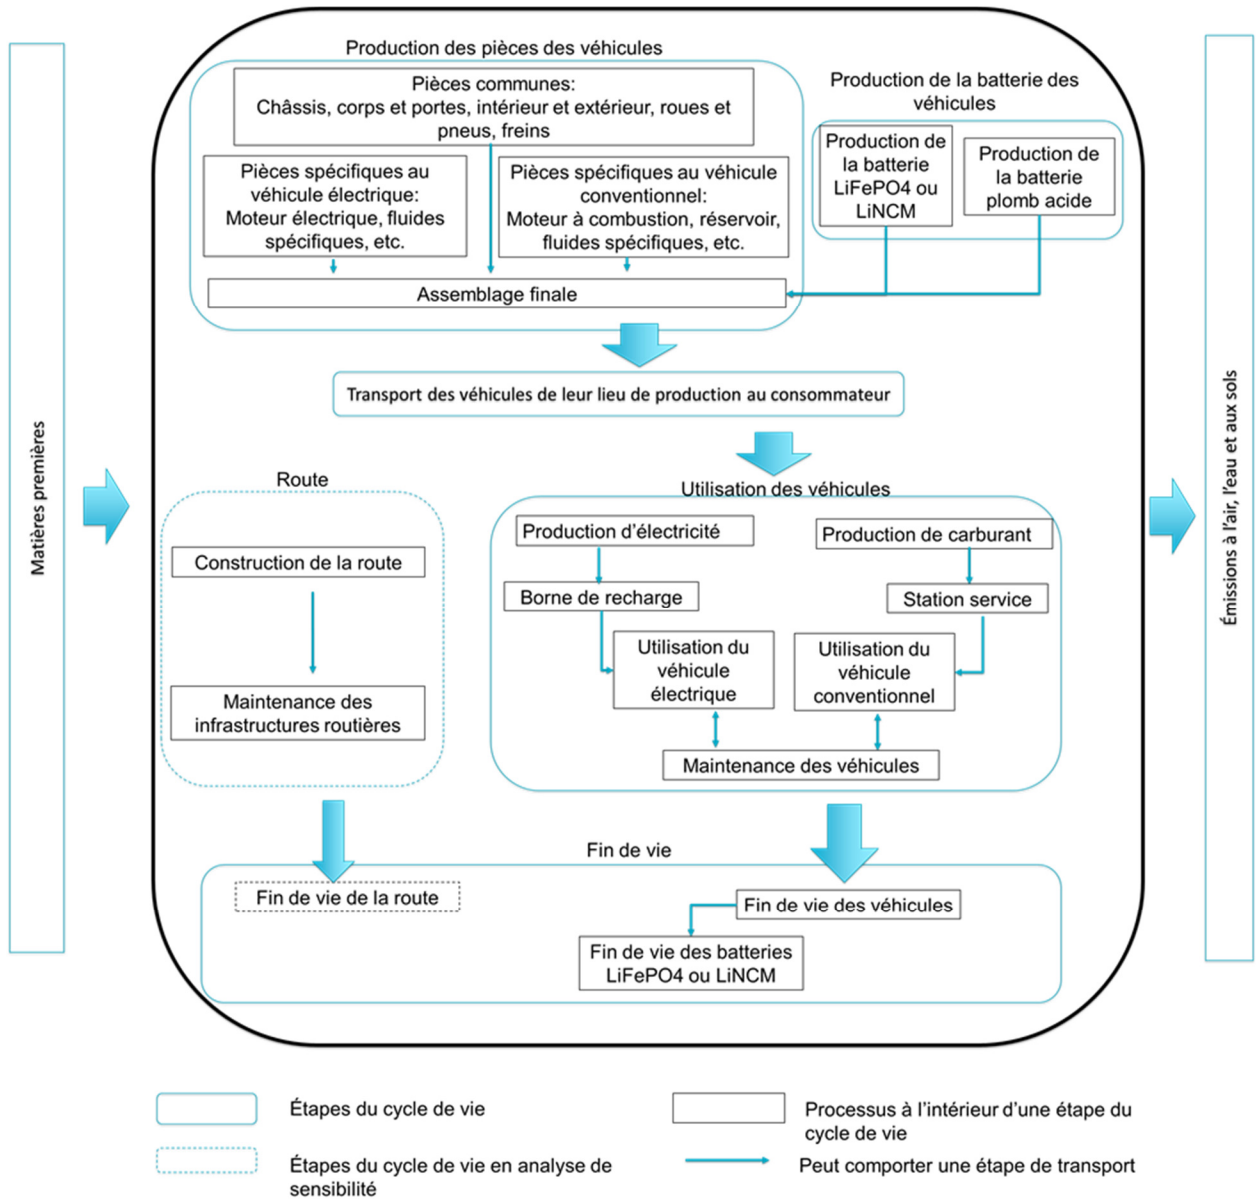 Production des pièces des véhicules
Pièces communes:
Châssis, corps et portes, intérieur et extérieur, roues et
pneus, freins
Pièces spécifiques au
véhicule électrique:
Moteur électrique, fluides
spécifiques, etc.
Pièces spécifiques au véhicule
conventionnel:
Moteur à combustion, réservoir,
fluides spécifiques, etc.
Assemblage finale
Production de la batterie des
véhicules
Production de
la batterie
LiFePO4 ou
LiNCM
Production de
la batterie
plomb acide
Transport des véhicules de leur lieu de production au consommateur
Matières premières
Émissions à l'air, l'eau et aux sols
Route
Construction de la route
Maintenance des
infrastructures routières
Utilisation des véhicules
Production d'électricité
Production de carburant
Borne de recharge
Station service
Utilisation du
véhicule
électrique
Utilisation du
véhicule
conventionnel
Maintenance des véhicules
Fin de vie
Fin de vie de la route
Fin de vie des véhicules
Fin de vie des batteries
LiFePO4 ou LiNCM
Étapes du cycle de vie
Étapes du cycle de vie en analyse de
sensibilité
Processus à l'intérieur d'une étape du
cycle de vie
Peut comporter une étape de transport